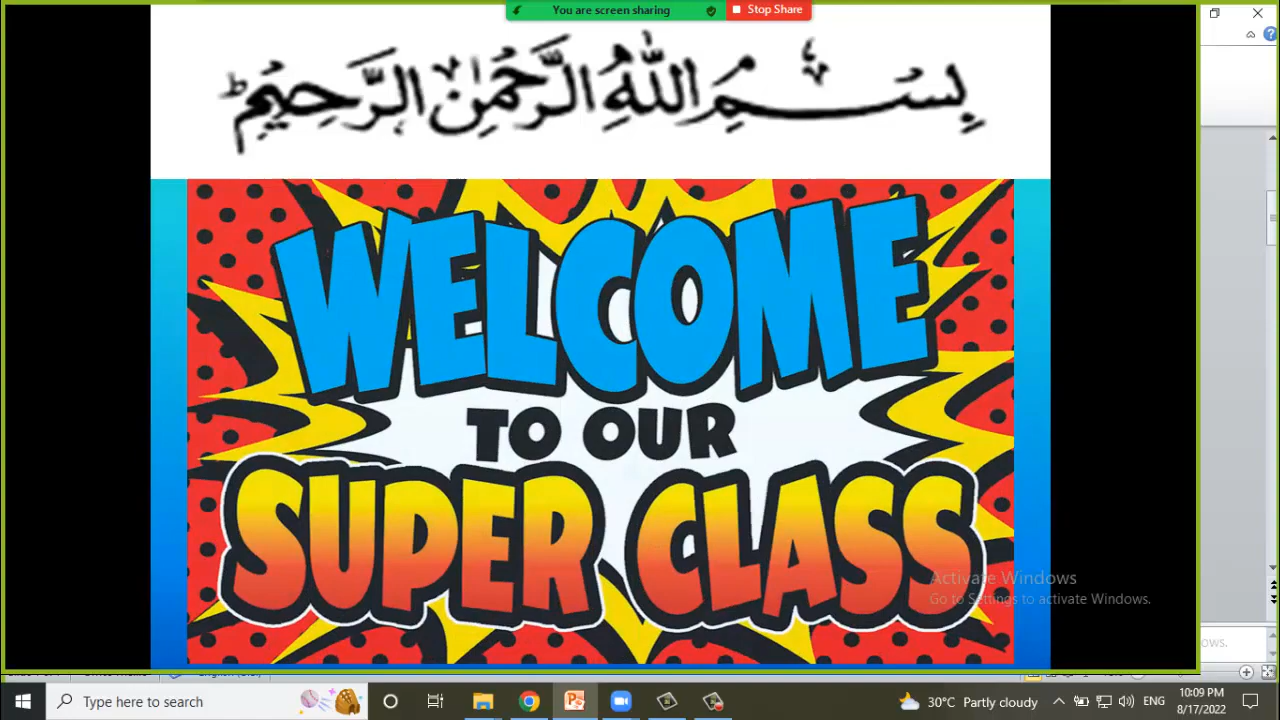 You are screen sharing
Stop Share
بِسْمِ اللهِ الرَّحْمٰنِ الرَّحِيْمِ
WELCOME
TO OUR
SUPER CLASS
Activate Windows
Go to Settings to activate Windows.
Type here to search
30°C Partly cloudy
ENG
10:09 PM
8/17/2022